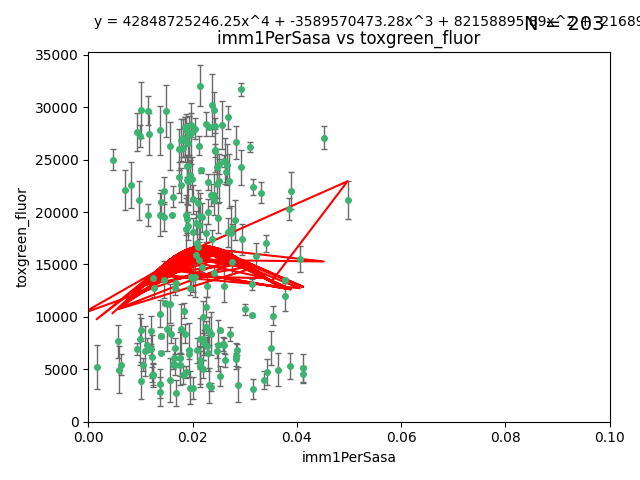 y = 42848725246.25x^4 + -3589570473.28x^3 + 82158895
N = 203
imm1PerSasa vs toxgreen_fluor
35000
30000
25000
20000
15000
10000
5000
0
toxgreen_fluor
0.00 0.02 0.04 0.06 0.08 0.10
imm1PerSasa